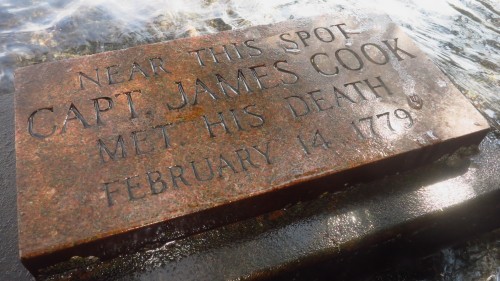 NEAR THIS SPOT
CAPT. JAMES COOK
MET HIS DEATH
FEBRUARY 14, 1779